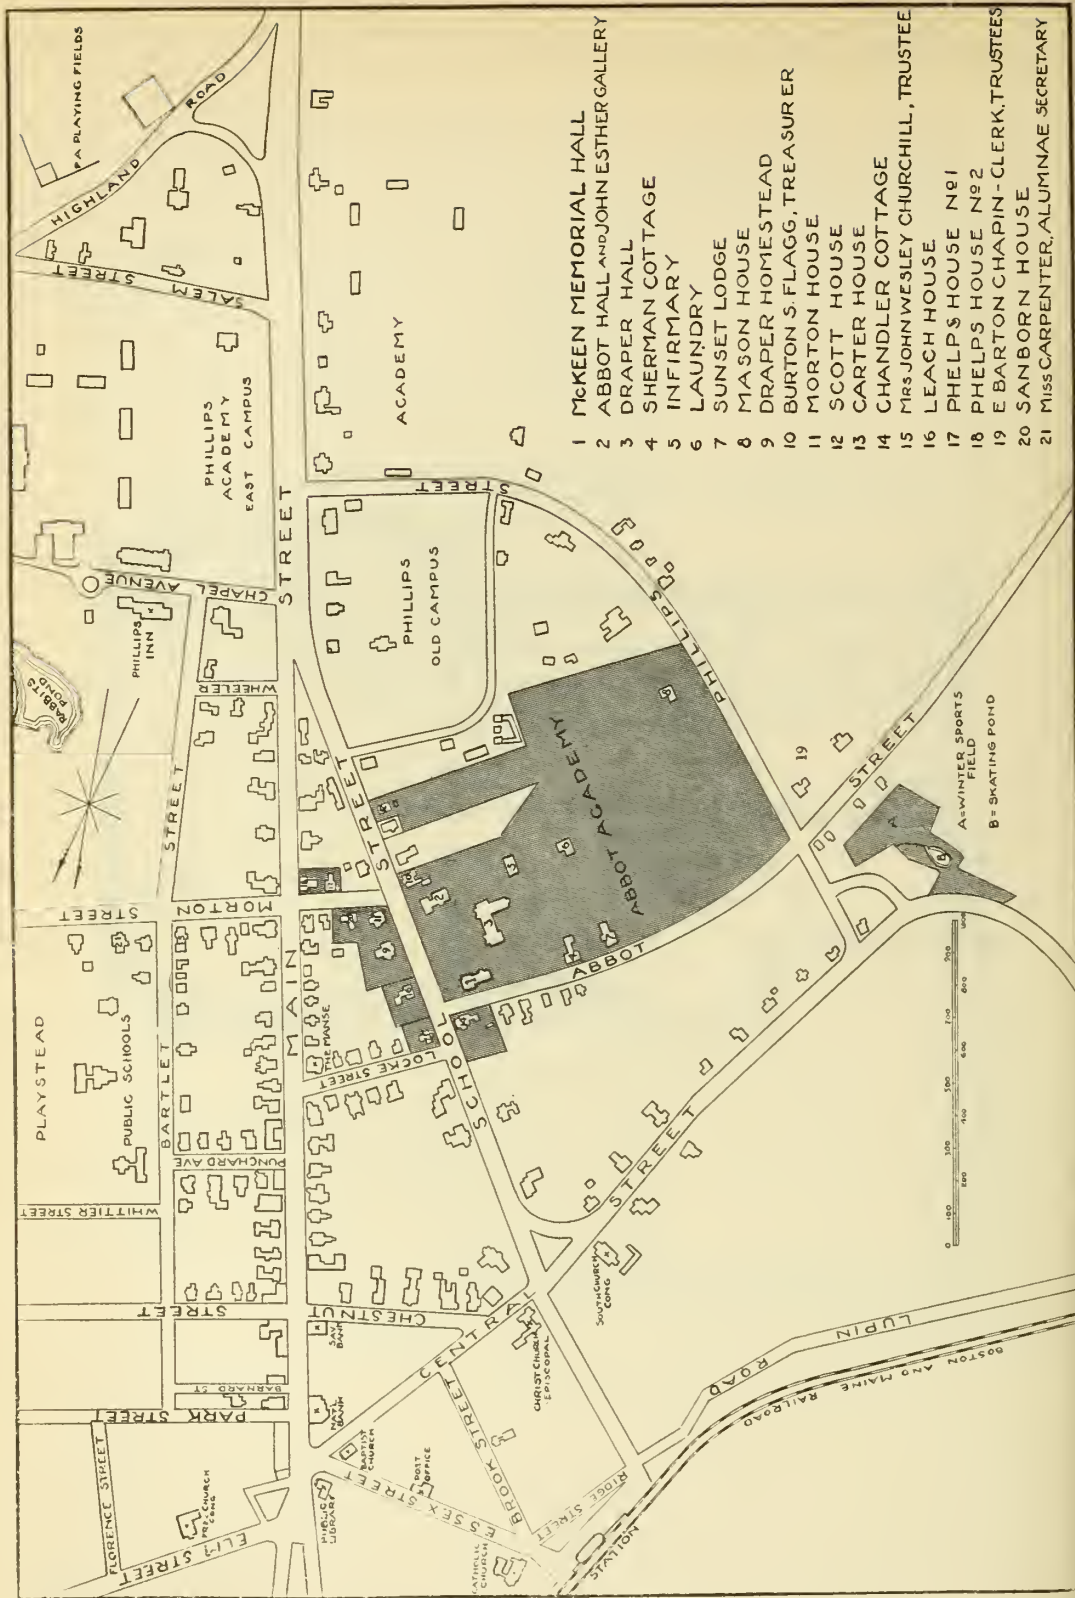 PLAYSTEAD
RABBITS POND
PA PLAYING FIELDS
HIGHLAND ROAD
SALEM STREET
PHILLIPS ACADEMY EAST CAMPUS
CHAPEL AVENUE
PHILLIPS INN
WHEELER
STREET
MORTON STREET
PUBLIC SCHOOLS
BARTLET STREET
PUNCHARD AVE
WHITTIER STREET
CHESTNUT STREET
BARNARD ST
PARK STREET
FLORENCE STREET
FREE CHURCH CONG
ELM STREET
MAIN STREET
THE MANSE
LOCKE STREET
SAV. BANK
NAT'L BANK
PUBLIC LIBRARY
BAPTIST CHURCH
POST OFFICE
ESSEX STREET
BROOK STREET
CENTRAL STREET
CHRIST CHURCH
EPISCOPAL
SOUTH CHURCH
CONG
CATHOLIC CHURCH
RIDGE STREET
STATION
LUPIN ROAD
BOSTON AND MAINE RAILROAD
SCHOOL STREET
ABBOT STREET
ABBOT ACADEMY
PHILLIPS STREET
PHILLIPS
OLD CAMPUS
ACADEMY
19
A
B
A=WINTER SPORTS
FIELD
B=SKATING POND
0 100 200 300 400 500 600 700 800 900
1 McKEEN MEMORIAL HALL
2 ABBOT HALL AND JOHN ESTHER GALLERY
3 DRAPER HALL
4 SHERMAN COTTAGE
5 INFIRMARY
6 LAUNDRY
7 SUNSET LODGE
8 MASON HOUSE
9 DRAPER HOMESTEAD
10 BURTON S. FLAGG, TREASURER
11 MORTON HOUSE
12 SCOTT HOUSE
13 CARTER HOUSE
14 CHANDLER COTTAGE
15 MRS JOHN WESLEY CHURCHILL, TRUSTEE
16 LEACH HOUSE
17 PHELPS HOUSE Nº1
18 PHELPS HOUSE Nº2
19 E BARTON CHAPIN - CLERK, TRUSTEES
20 SANBORN HOUSE
21 MISS CARPENTER, ALUMNAE SECRETARY